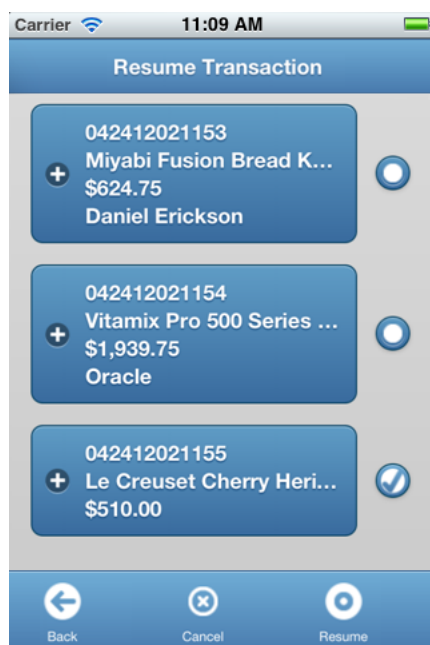 Carrier 11:09 AM
Resume Transaction
042412021153
Miyabi Fusion Bread K...
$624.75
Daniel Erickson
042412021154
Vitamix Pro 500 Series ...
$1,939.75
Oracle
042412021155
Le Creuset Cherry Heri...
$510.00
Back Cancel Resume